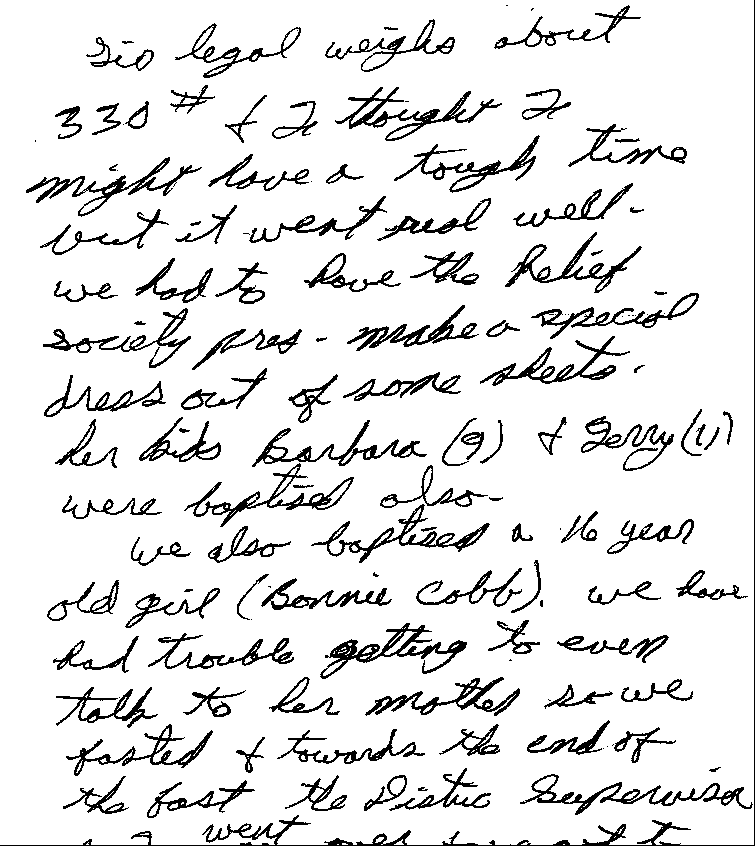 Sis legal weighs about
330 # & I thought I
might have a tough time
but it went real well -
we had to have the Relief
Society pres - make a special
dress out of some sheets.
her kids Barbara (9) & Gerry (11)
were baptised also -
we also baptised a 16 year
old girl (Bonnie Cobb). we have
had trouble getting to even
talk to her mother so we
fasted & towards the end of
the fast the Distric Supervisor
went over